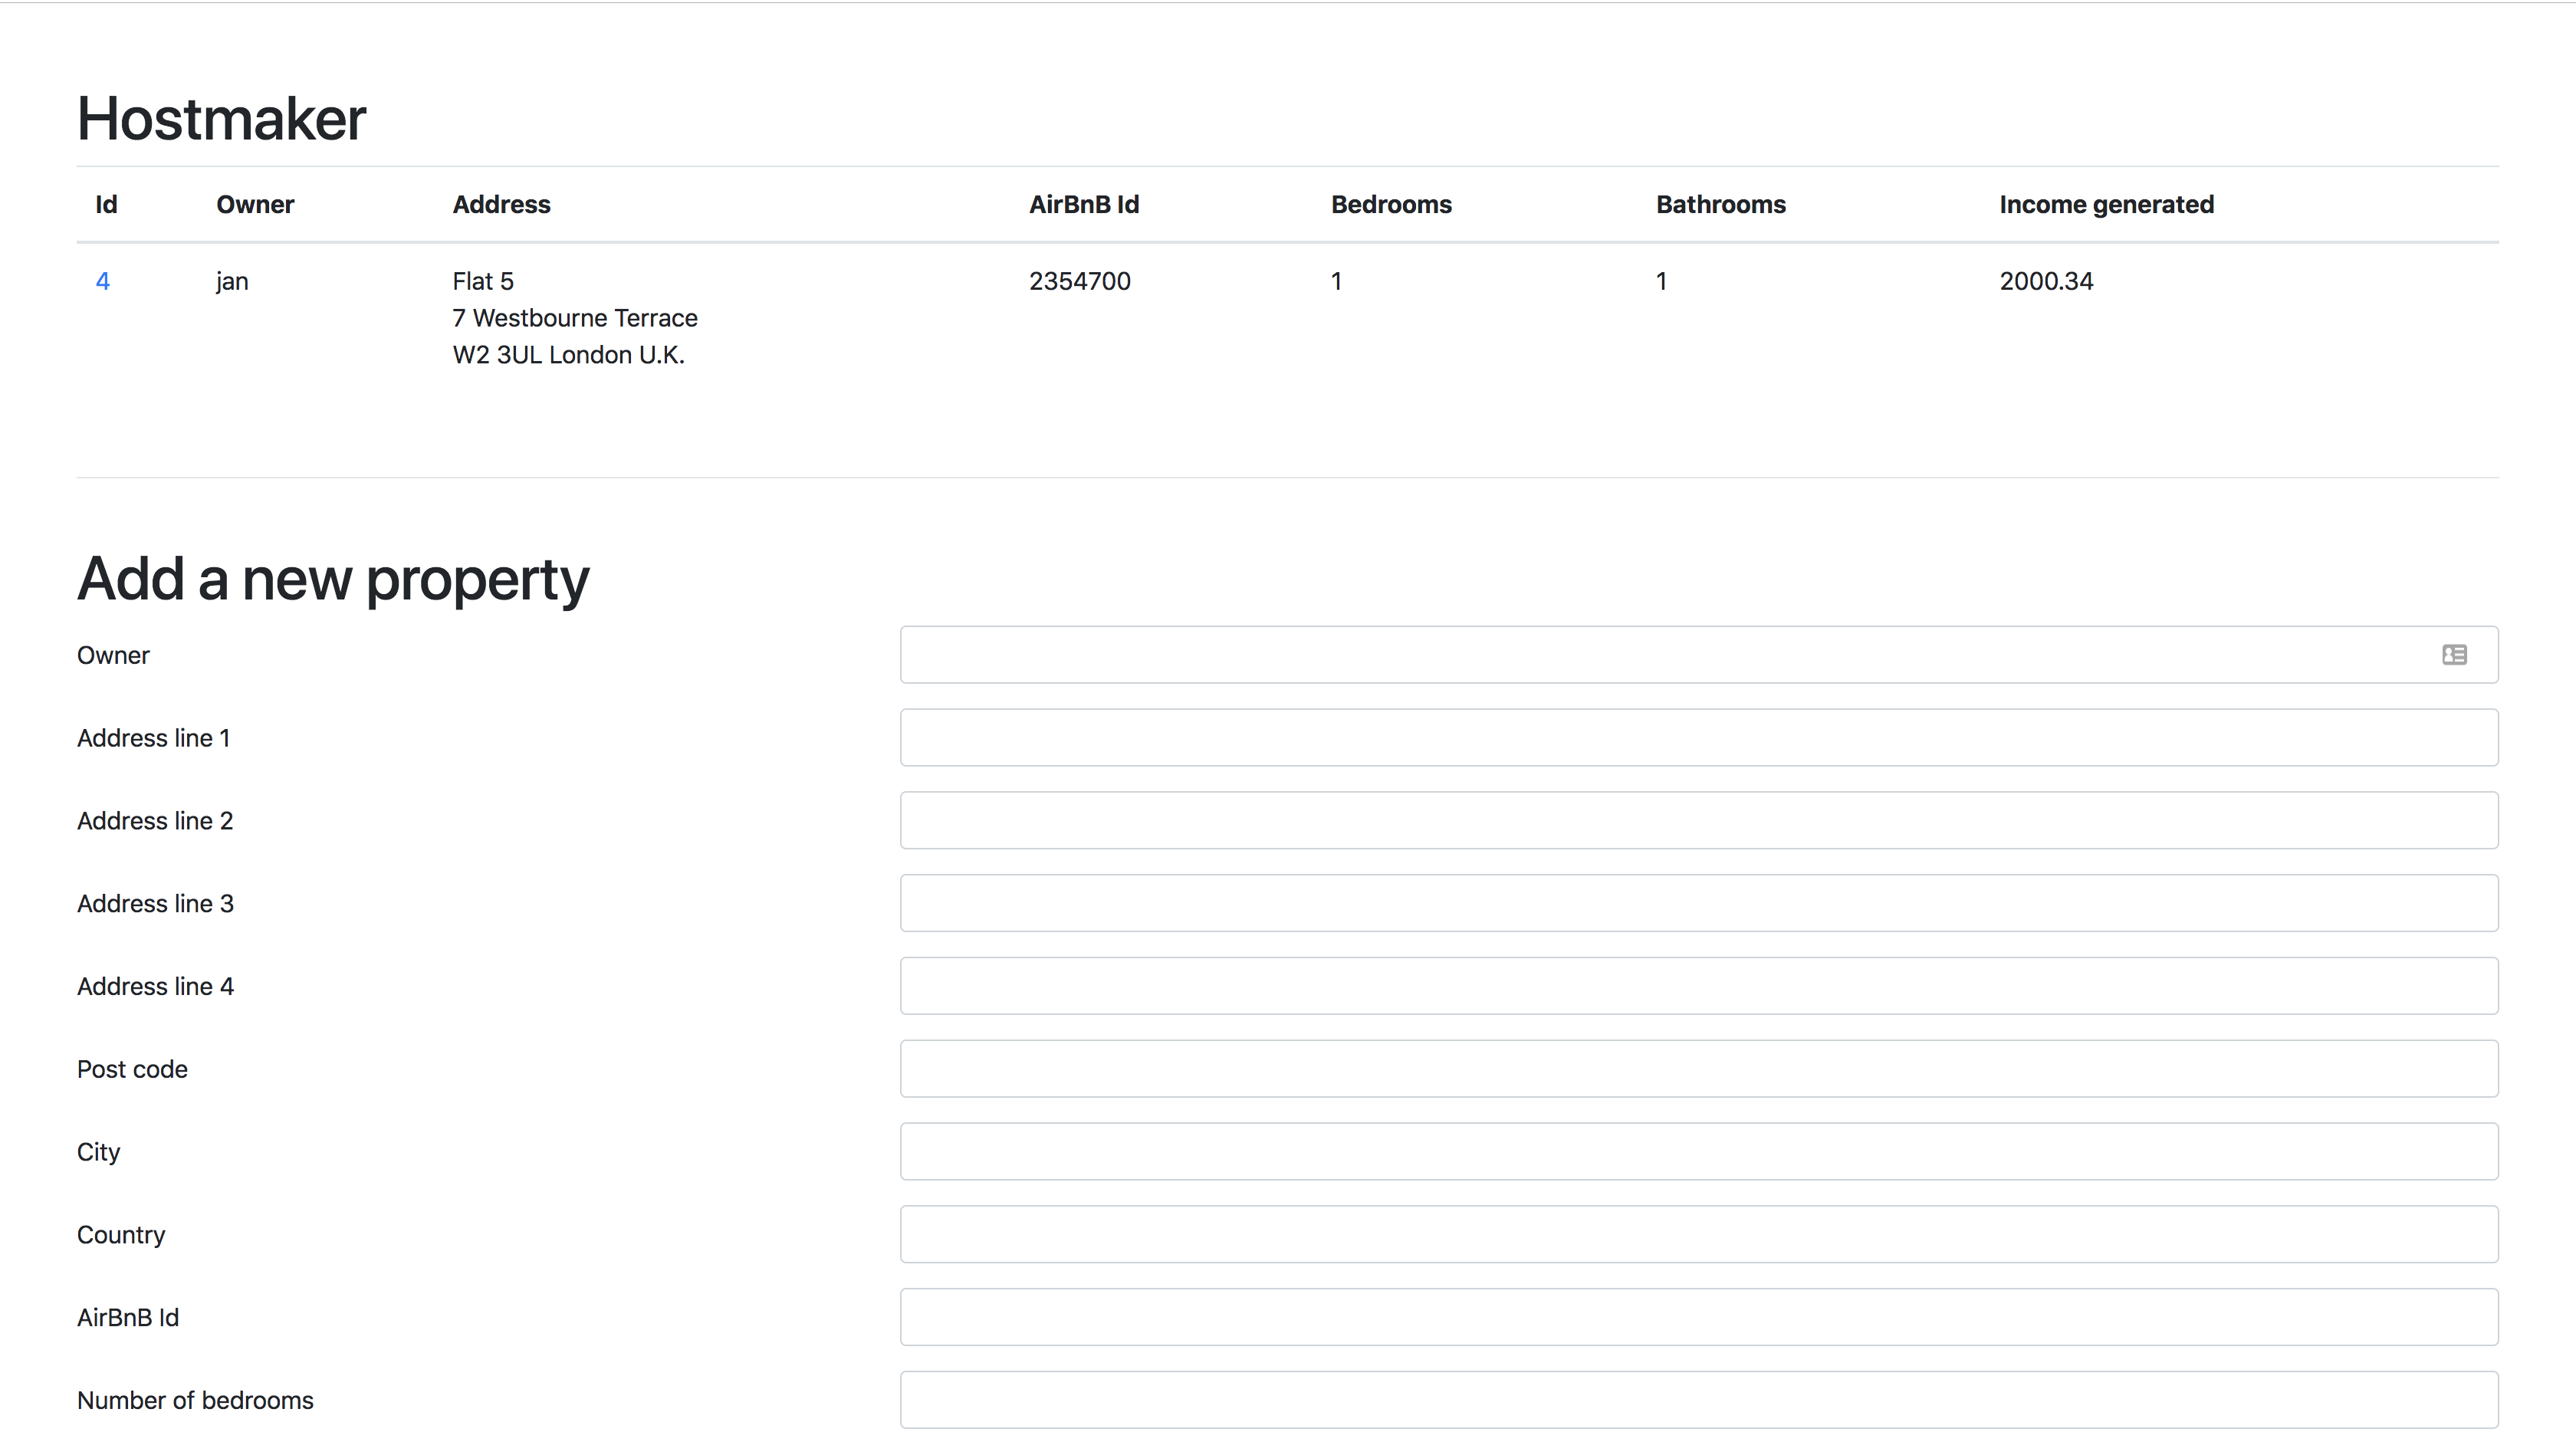 Hostmaker
Id Owner Address AirBnB Id Bedrooms Bathrooms Income generated
4 jan Flat 5 2354700 1 1 2000.34
7 Westbourne Terrace
W2 3UL London U.K.
Add a new property
Owner
Address line 1
Address line 2
Address line 3
Address line 4
Post code
City
Country
AirBnB Id
Number of bedrooms